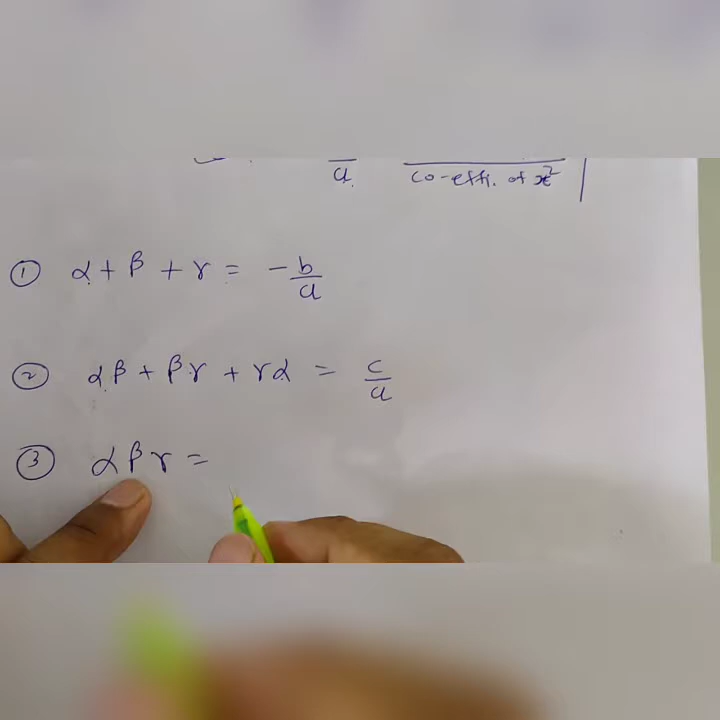 a
co-effi. of x²
① α + β + γ = - b/a
② αβ + βγ + γα = c/a
③ αβγ =